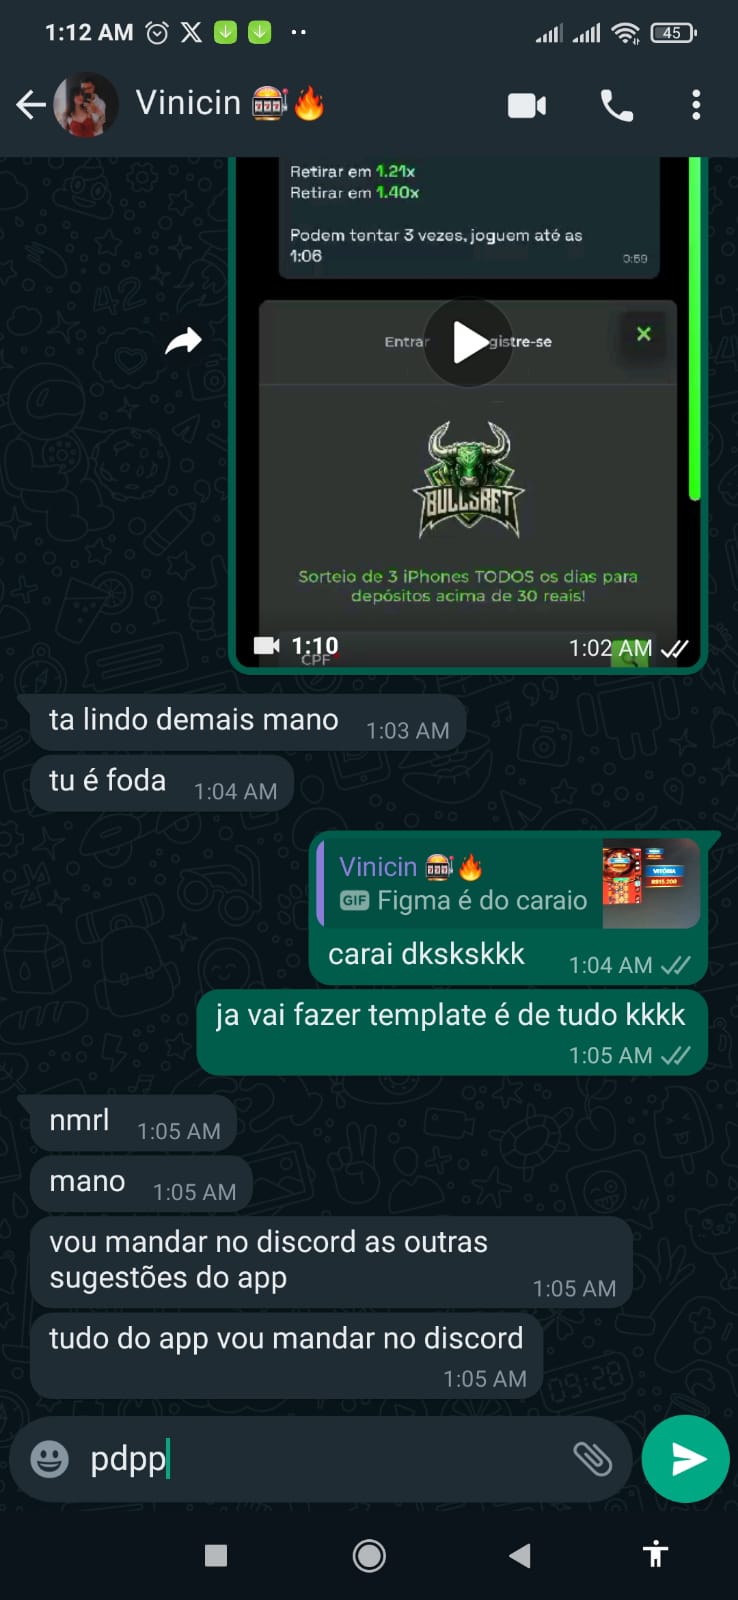 1:12 AM
45
Vinicin
Retirar em 1.21x
Retirar em 1.40x
Podem tentar 3 vezes, joguem até as
1:06
0:59
Entrar
gistre-se
BULLSBET
Sorteio de 3 iPhones TODOS os dias para
depósitos acima de 30 reais!
1:10
1:02 AM
CPF
ta lindo demais mano 1:03 AM
tu é foda 1:04 AM
Vinicin
GIF Figma é do caraio
VITÓRIA
carai dkskskkk 1:04 AM
ja vai fazer template é de tudo kkkk
1:05 AM
nmrl 1:05 AM
mano 1:05 AM
vou mandar no discord as outras
sugestões do app 1:05 AM
tudo do app vou mandar no discord
1:05 AM
pdpp